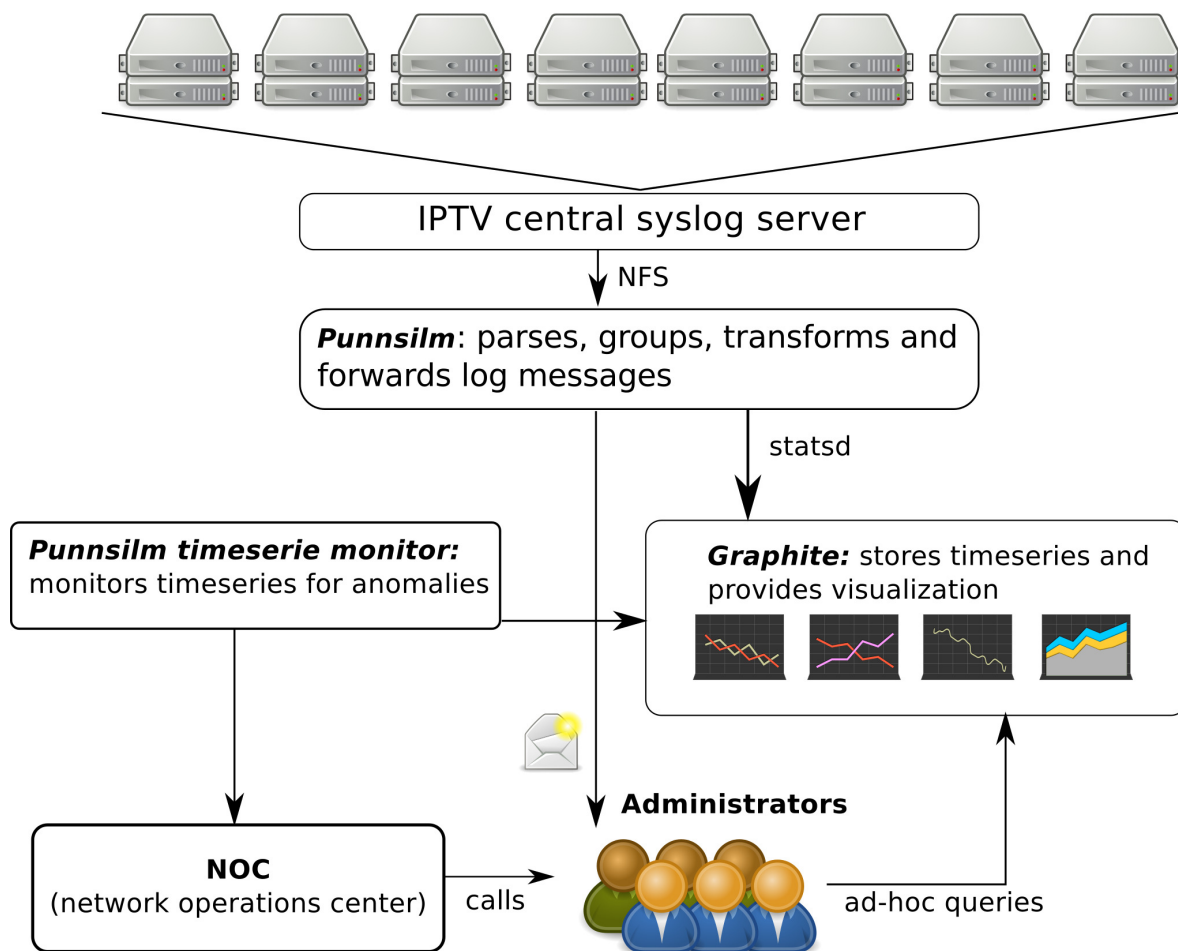 IPTV central syslog server
NFS
Punnsilm: parses, groups, transforms and
forwards log messages
statsd
Punnsilm timeserie monitor:
monitors timeseries for anomalies
Graphite: stores timeseries and
provides visualization
Administrators
NOC
(network operations center)
calls
ad-hoc queries